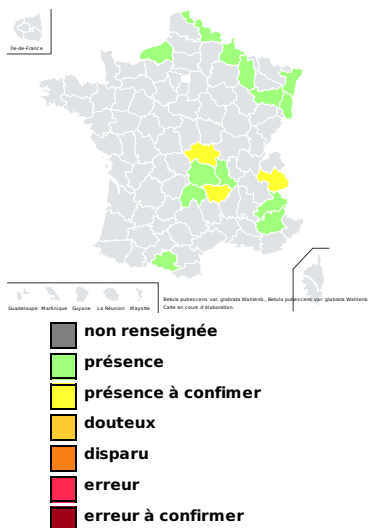 Île-de-France
Guadeloupe Martinique Guyane La Réunion Mayotte
Betula pubescens var. glabrata Wahlenb., Betula pubescens var. glabrata Wahlenb
Carte en cours d'élaboration.
non renseignée
présence
présence à confimer
douteux
disparu
erreur
erreur à confirmer